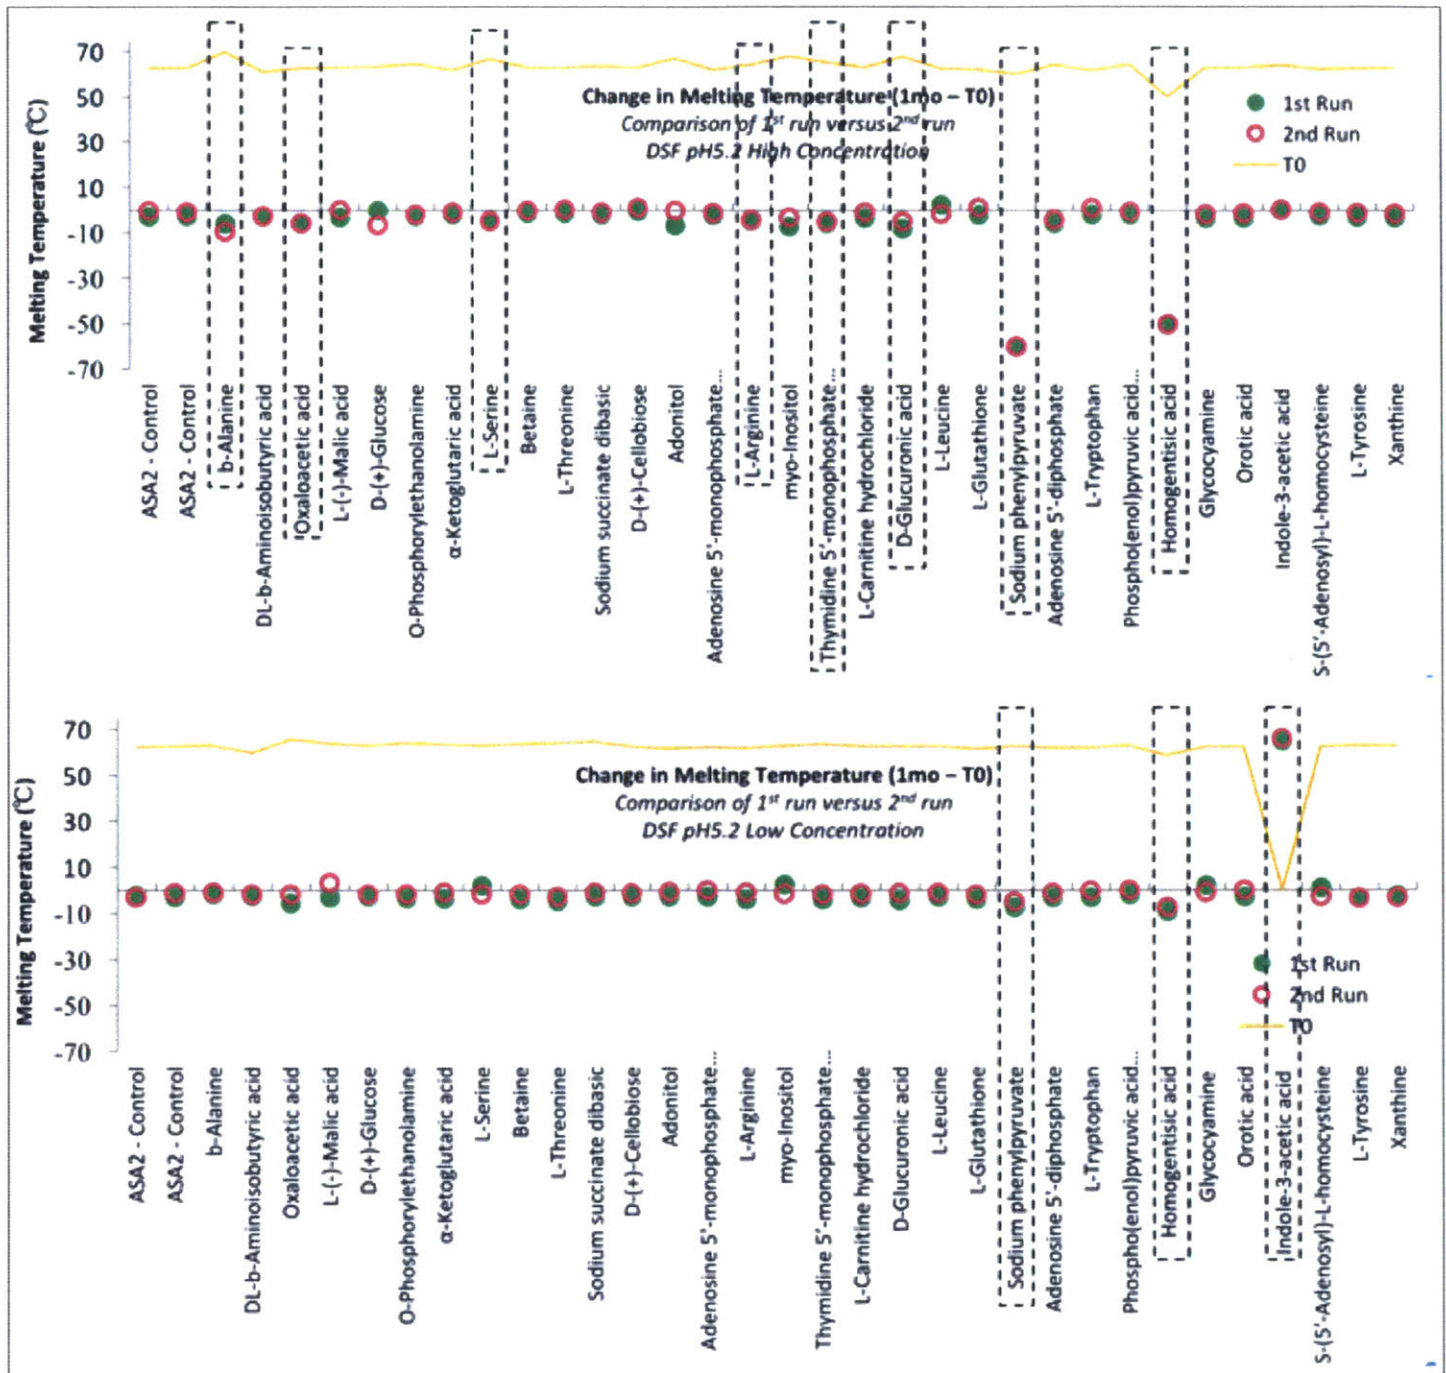 70
50
30
10
-10
-30
-50
-70
Melting Temperature (℃)
Change in Melting Temperature (1mo – T0)
Comparison of 1st run versus 2nd run
DSF pH5.2 High Concentration
1st Run
2nd Run
T0
ASA2 - Control
ASA2 - Control
b-Alanine
DL-b-Aminoisobutyric acid
Oxaloacetic acid
L-(-)-Malic acid
D-(+)-Glucose
O-Phosphorylethanolamine
α-Ketoglutaric acid
L-Serine
Betaine
L-Threonine
Sodium succinate dibasic
D-(+)-Cellobiose
Adonitol
Adenosine 5'-monophosphate...
L-Arginine
myo-Inositol
Thymidine 5'-monophosphate...
L-Carnitine hydrochloride
D-Glucuronic acid
L-Leucine
L-Glutathione
Sodium phenylpyruvate
Adenosine 5'-diphosphate
L-Tryptophan
Phospho(enol)pyruvic acid...
Homogentisic acid
Glycocyamine
Orotic acid
Indole-3-acetic acid
S-(5'-Adenosyl)-L-homocysteine
L-Tyrosine
Xanthine
70
50
30
10
-10
-30
-50
-70
Melting Temperature (℃)
Change in Melting Temperature (1mo – T0)
Comparison of 1st run versus 2nd run
DSF pH5.2 Low Concentration
1st Run
2nd Run
T0
ASA2 - Control
ASA2 - Control
b-Alanine
DL-b-Aminoisobutyric acid
Oxaloacetic acid
L-(-)-Malic acid
D-(+)-Glucose
O-Phosphorylethanolamine
α-Ketoglutaric acid
L-Serine
Betaine
L-Threonine
Sodium succinate dibasic
D-(+)-Cellobiose
Adonitol
Adenosine 5'-monophosphate...
L-Arginine
myo-Inositol
Thymidine 5'-monophosphate...
L-Carnitine hydrochloride
D-Glucuronic acid
L-Leucine
L-Glutathione
Sodium phenylpyruvate
Adenosine 5'-diphosphate
L-Tryptophan
Phospho(enol)pyruvic acid...
Homogentisic acid
Glycocyamine
Orotic acid
Indole-3-acetic acid
S-(5'-Adenosyl)-L-homocysteine
L-Tyrosine
Xanthine